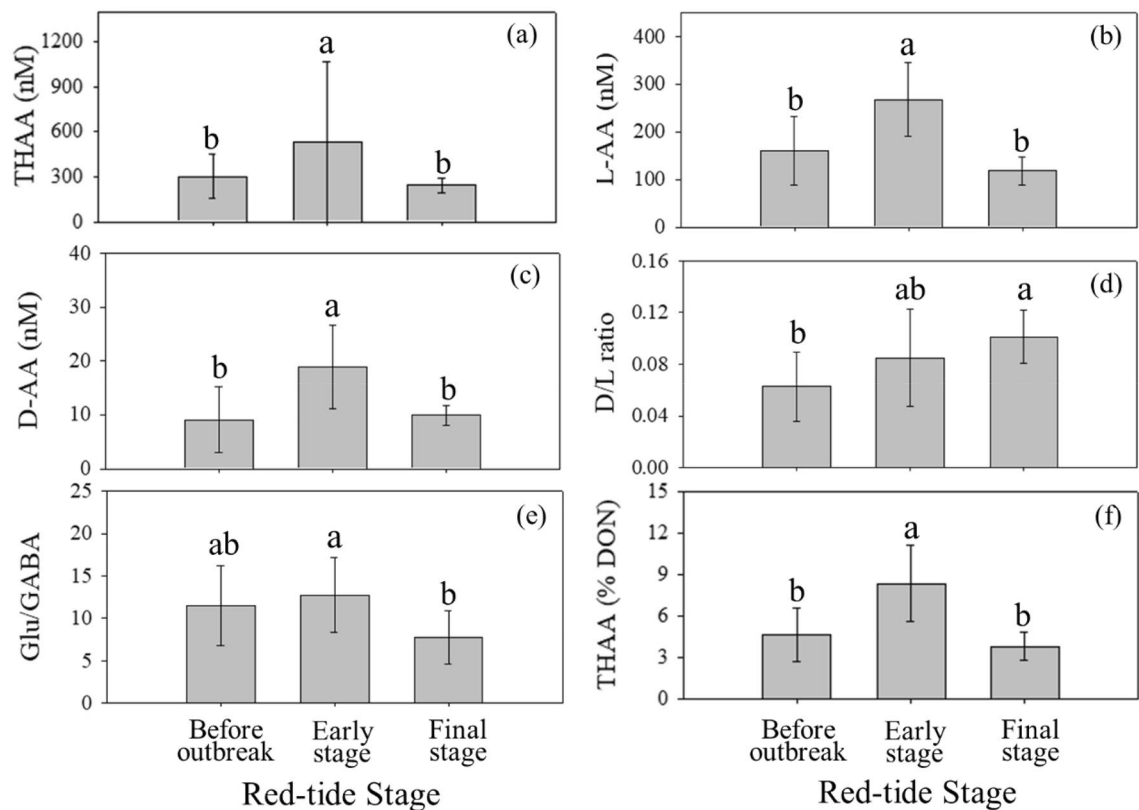 (a)
THAA (nM)
1200
900
600
300
0
b
a
b
(b)
L-AA (nM)
400
300
200
100
0
b
a
b
(c)
D-AA (nM)
40
30
20
10
0
b
a
b
(d)
D/L ratio
0.16
0.12
0.08
0.04
0.00
b
ab
a
(e)
Glu/GABA
25
20
15
10
5
0
ab
a
b
Before
outbreak
Early
stage
Final
stage
Red-tide Stage
(f)
THAA (% DON)
15
12
9
6
3
0
b
a
b
Before
outbreak
Early
stage
Final
stage
Red-tide Stage